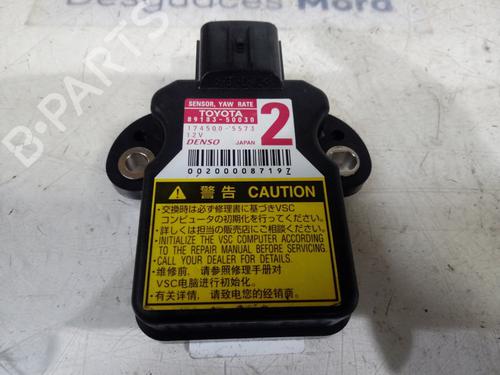 Desguaces Mora
SENSOR, YAW RATE
TOYOTA
89103-50030
174500-5573
12V
DENSO JAPAN
2
0020000087197
警告 CAUTION
・交換時は必ず修理書に基づきVSC
コンピュータの初期化を行ってください。
・詳しくは担当の販売店にご相談ください。
・INITIALIZE THE VSC COMPUTER ACCORDING
TO THE REPAIR MANUAL BEFORE SERVICING.
・CALL YOUR DEALER FOR DETAILS.
・维修前，请参照修理手册对
VSC电脑进行初始化。
・有关详情，请致电您的经销商。
B-PARTS